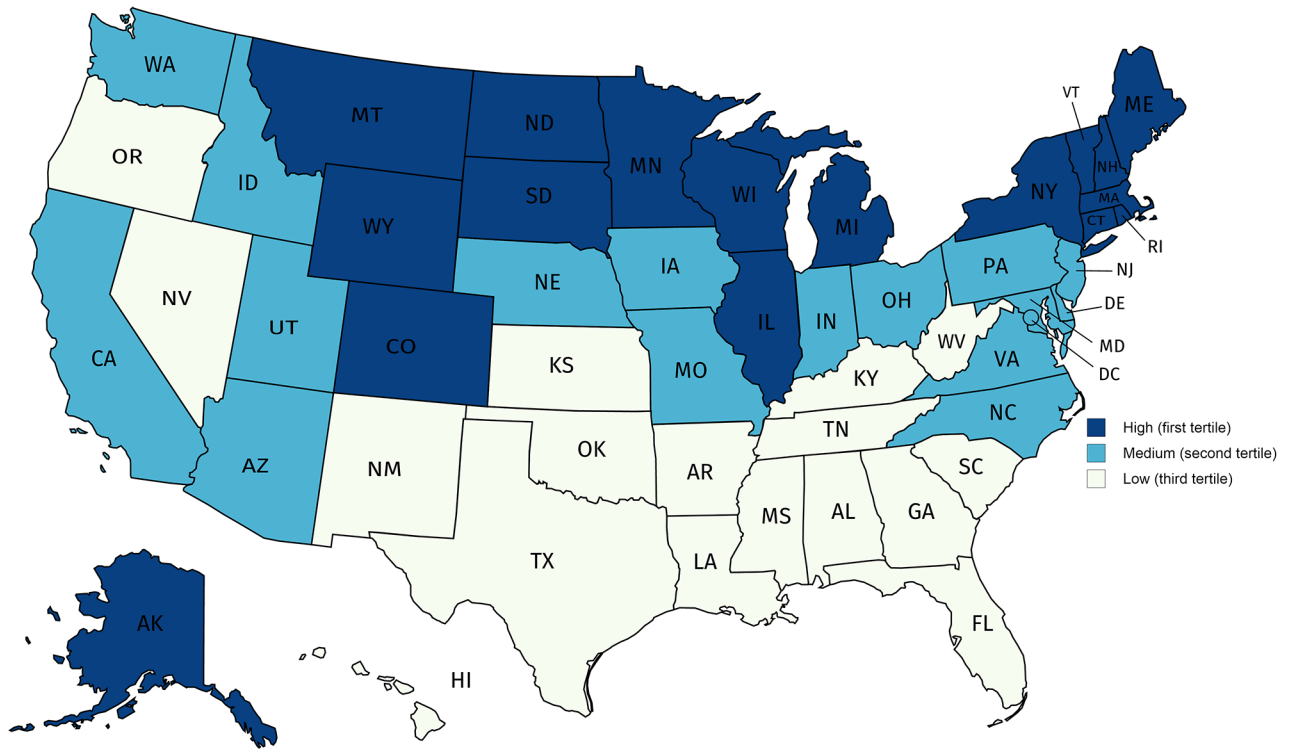 WA
MT
ND
MN
ME
VT
OR
ID
WY
SD
WI
MI
NY
NH
MA
CT
RI
NV
UT
CO
NE
IA
IL
IN
OH
PA
NJ
DE
MD
DC
CA
KS
MO
KY
WV
VA
AZ
NM
OK
AR
TN
NC
SC
TX
LA
MS
AL
GA
FL
AK
HI
High (first tertile)
Medium (second tertile)
Low (third tertile)